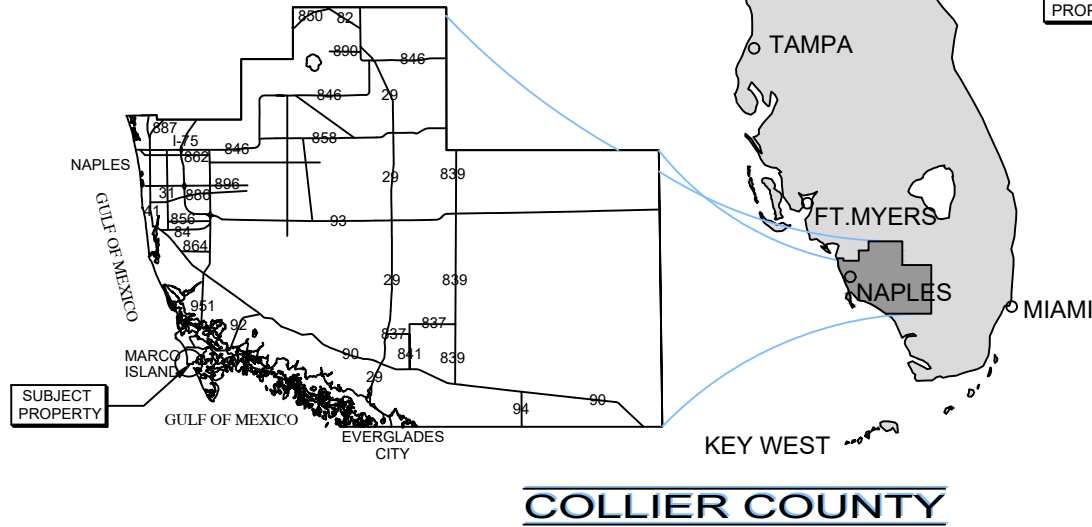 850
82
890
846
846
29
887
I-75
858
846
862
NAPLES
896
29
839
31
886
41
856
93
84
864
GULF OF MEXICO
29
839
951
92
837
837
MARCO
ISLAND
90
841
839
29
SUBJECT
PROPERTY
GULF OF MEXICO
94
90
EVERGLADES
CITY
TAMPA
FT.MYERS
NAPLES
MIAMI
KEY WEST
COLLIER COUNTY